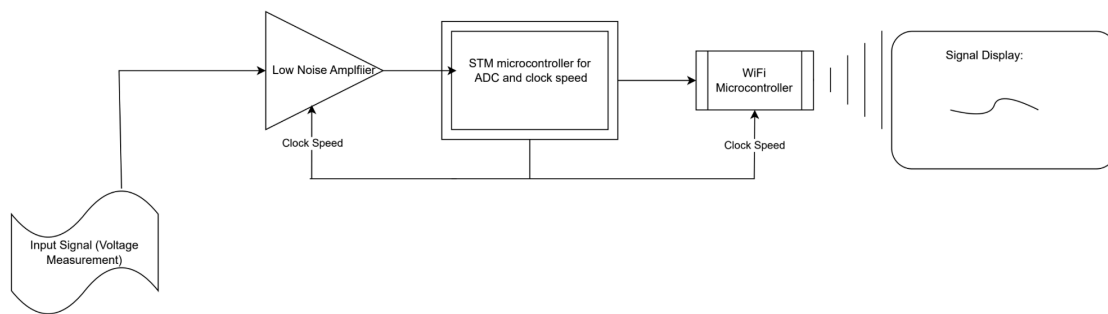 Low Noise Amplfiier
STM microcontroller for
ADC and clock speed
WiFi
Microcontroller
Signal Display:
Clock Speed
Clock Speed
Input Signal (Voltage
Measurement)